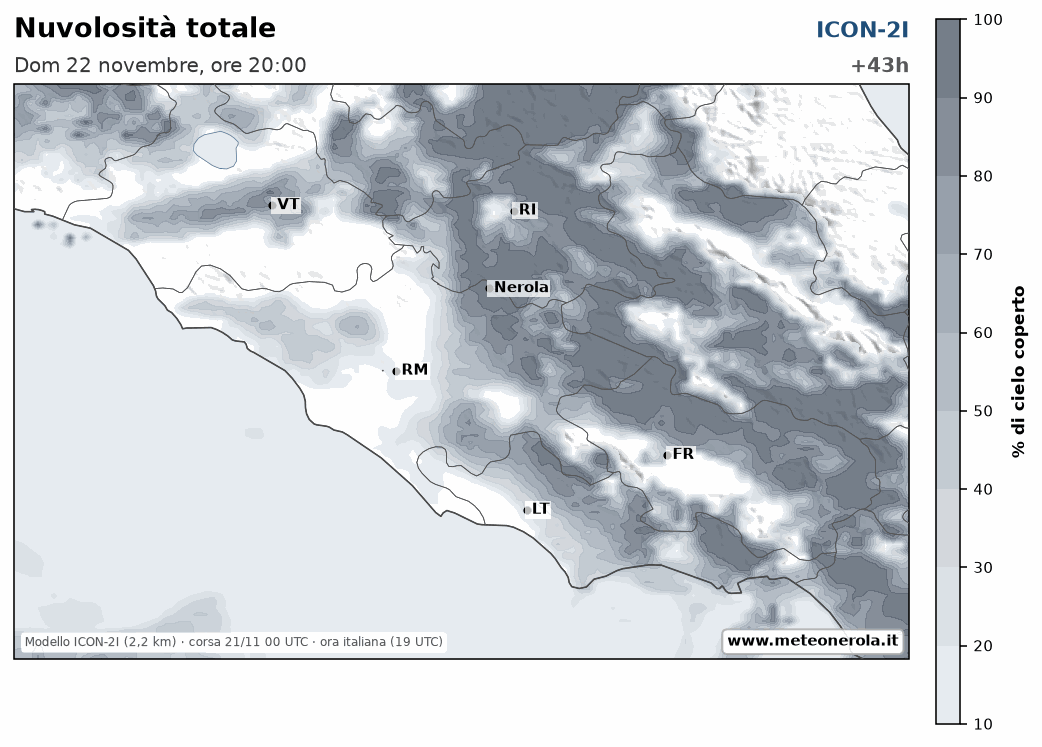 Nuvolosità totale
ICON-2I
Dom 22 novembre, ore 20:00
+43h
100
90
80
70
60
50
40
30
20
10
% di cielo coperto
VT
RI
Nerola
RM
FR
LT
Modello ICON-2I (2,2 km) · corsa 21/11 00 UTC · ora italiana (19 UTC)
www.meteonerola.it